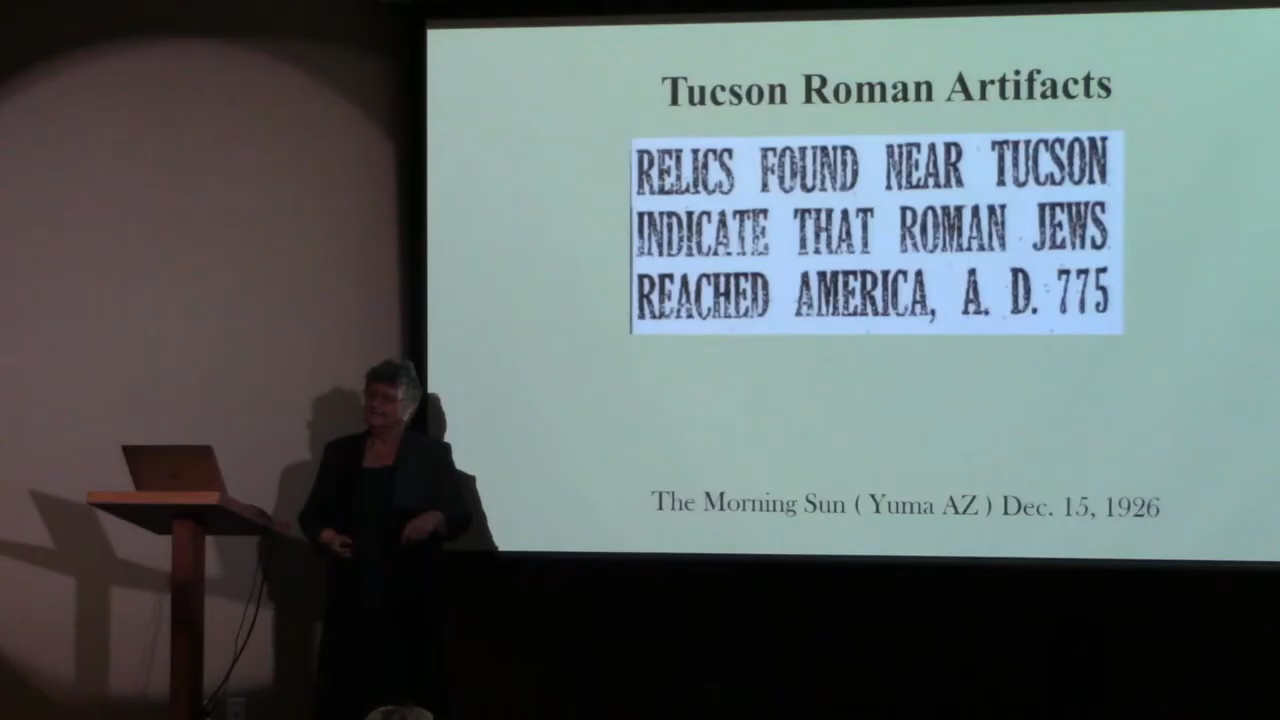 Tucson Roman Artifacts
RELICS FOUND NEAR TUCSON
INDICATE THAT ROMAN JEWS
REACHED AMERICA, A. D. 775
The Morning Sun ( Yuma AZ ) Dec. 15, 1926